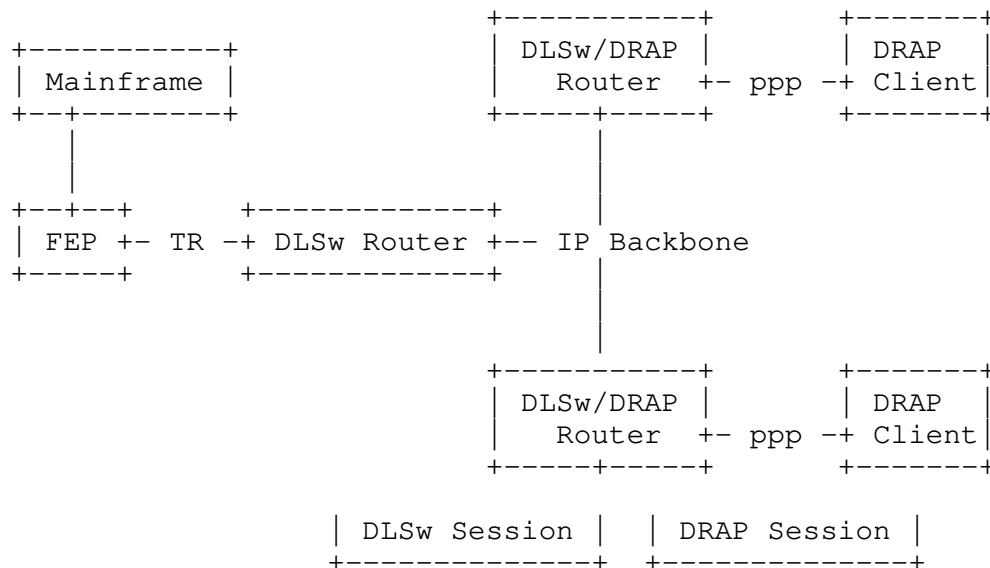 DLSw/DRAP DRAP
Mainframe Router ppp Client
FEP TR DLSw Router IP Backbone
DLSw/DRAP DRAP
Router ppp Client
DLSw Session DRAP Session